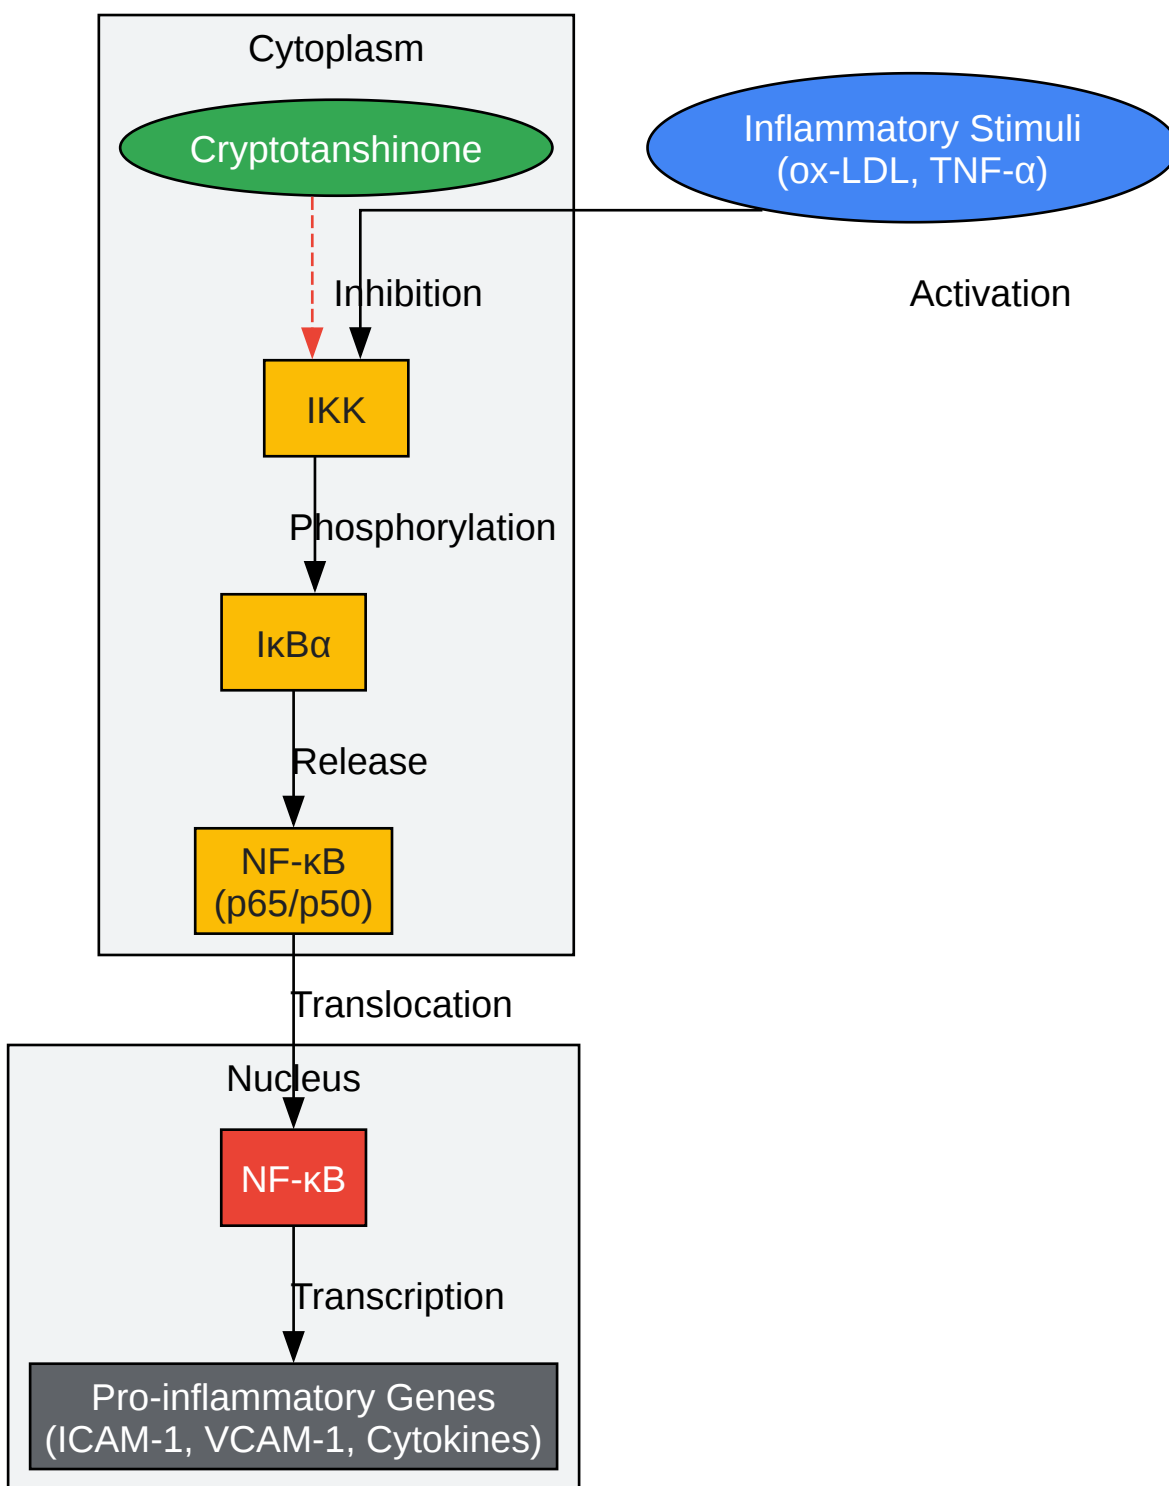 Cytoplasm
Cryptotanshinone
Inflammatory Stimuli
(ox-LDL, TNF-α)
Inhibition
Activation
IKK
Phosphorylation
IκBα
Release
NF-κB
(p65/p50)
Translocation
Nucleus
NF-κB
Transcription
Pro-inflammatory Genes
(ICAM-1, VCAM-1, Cytokines)